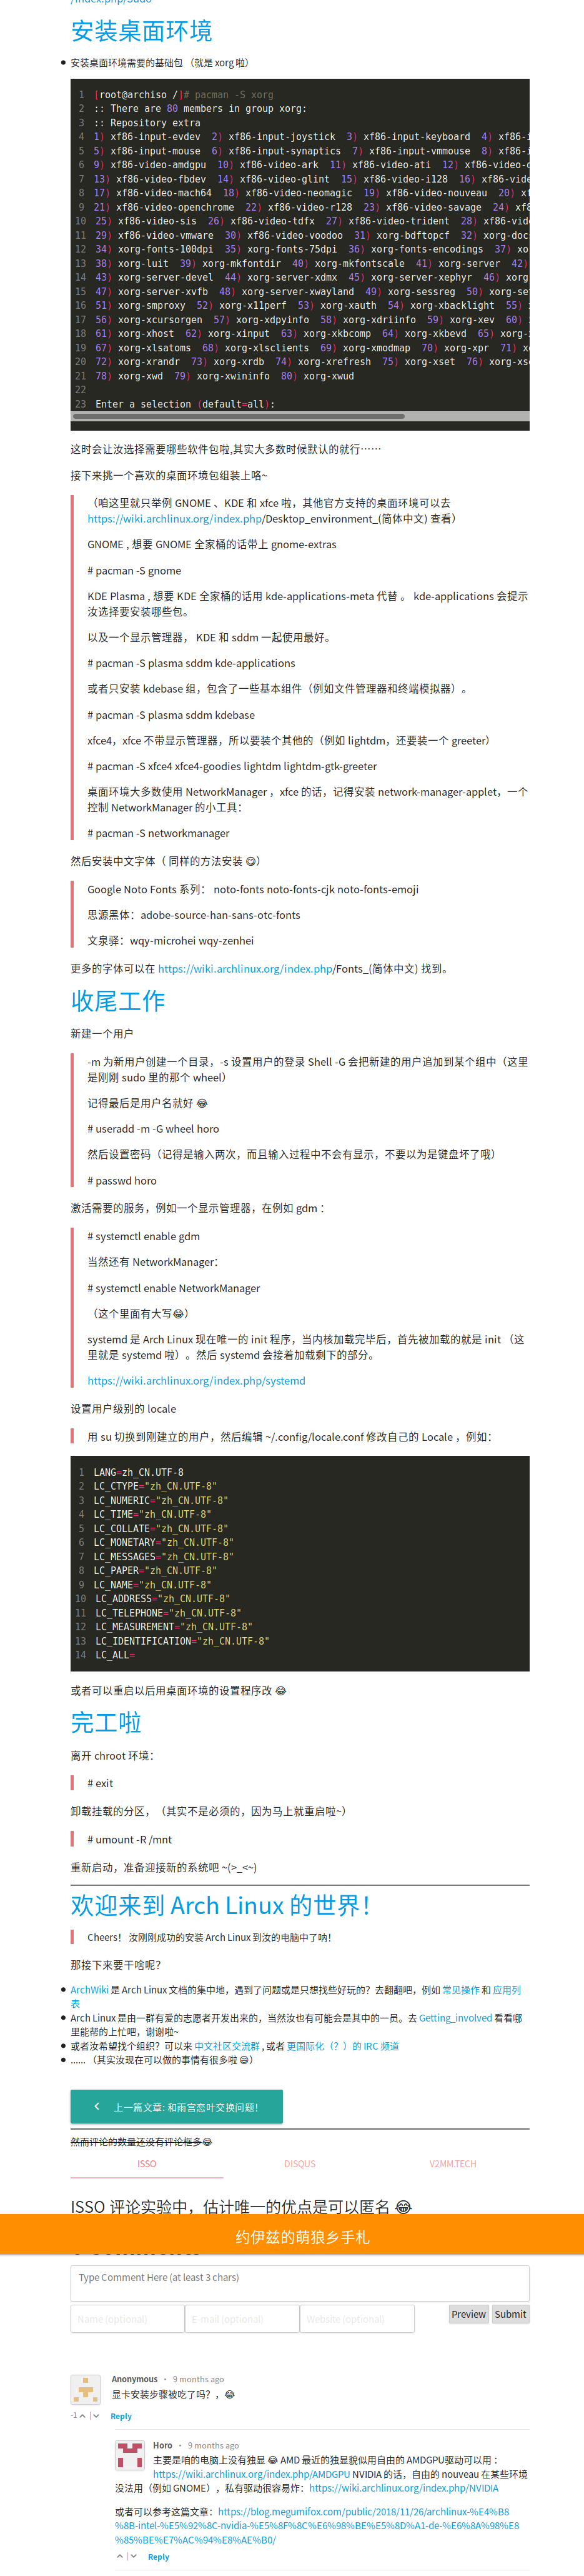 /index.php/Sudo
安装桌面环境
安装桌面环境需要的基础包 （就是 xorg 啦）
1 [root@archiso /]# pacman -S xorg
2 :: There are 80 members in group xorg:
3 :: Repository extra
4 1) xf86-input-evdev 2) xf86-input-joystick 3) xf86-input-keyboard 4) xf86-i
5 5) xf86-input-mouse 6) xf86-input-synaptics 7) xf86-input-vmmouse 8) xf86-i
6 9) xf86-video-amdgpu 10) xf86-video-ark 11) xf86-video-ati 12) xf86-video-
7 13) xf86-video-fbdev 14) xf86-video-glint 15) xf86-video-i128 16) xf86-vide
8 17) xf86-video-mach64 18) xf86-video-neomagic 19) xf86-video-nouveau 20) xf
9 21) xf86-video-openchrome 22) xf86-video-r128 23) xf86-video-savage 24) xf8
10 25) xf86-video-sis 26) xf86-video-tdfx 27) xf86-video-trident 28) xf86-vid
11 29) xf86-video-vmware 30) xf86-video-voodoo 31) xorg-bdftopcf 32) xorg-doc
12 34) xorg-fonts-100dpi 35) xorg-fonts-75dpi 36) xorg-fonts-encodings 37) xo
13 38) xorg-luit 39) xorg-mkfontdir 40) xorg-mkfontscale 41) xorg-server 42)
14 43) xorg-server-devel 44) xorg-server-xdmx 45) xorg-server-xephyr 46) xorg
15 47) xorg-server-xvfb 48) xorg-server-xwayland 49) xorg-sessreg 50) xorg-se
16 51) xorg-smproxy 52) xorg-x11perf 53) xorg-xauth 54) xorg-xbacklight 55)
17 56) xorg-xcursorgen 57) xorg-xdpyinfo 58) xorg-xdriinfo 59) xorg-xev 60)
18 61) xorg-xhost 62) xorg-xinput 63) xorg-xkbcomp 64) xorg-xkbevd 65) xorg-
19 67) xorg-xlsatoms 68) xorg-xlsclients 69) xorg-xmodmap 70) xorg-xpr 71) x
20 72) xorg-xrandr 73) xorg-xrdb 74) xorg-xrefresh 75) xorg-xset 76) xorg-xs
21 78) xorg-xwd 79) xorg-xwininfo 80) xorg-xwud
22
23 Enter a selection (default=all):
这时会让汝选择需要哪些软件包啦,其实大多数时候默认的就行……
接下来挑一个喜欢的桌面环境包组装上咯~
（咱这里就只举例 GNOME 、KDE 和 xfce 啦，其他官方支持的桌面环境可以去
https://wiki.archlinux.org/index.php/Desktop_environment_(简体中文) 查看）
GNOME , 想要 GNOME 全家桶的话带上 gnome-extras
# pacman -S gnome
KDE Plasma , 想要 KDE 全家桶的话用 kde-applications-meta 代替 。 kde-applications 会提示
汝选择要安装哪些包。
以及一个显示管理器， KDE 和 sddm 一起使用最好。
# pacman -S plasma sddm kde-applications
或者只安装 kdebase 组，包含了一些基本组件（例如文件管理器和终端模拟器）。
# pacman -S plasma sddm kdebase
xfce4，xfce 不带显示管理器，所以要装个其他的（例如 lightdm，还要装一个 greeter）
# pacman -S xfce4 xfce4-goodies lightdm lightdm-gtk-greeter
桌面环境大多数使用 NetworkManager ，xfce 的话，记得安装 network-manager-applet，一个
控制 NetworkManager 的小工具：
# pacman -S networkmanager
然后安装中文字体（ 同样的方法安装 😋）
Google Noto Fonts 系列： noto-fonts noto-fonts-cjk noto-fonts-emoji
思源黑体：adobe-source-han-sans-otc-fonts
文泉驿：wqy-microhei wqy-zenhei
更多的字体可以在 https://wiki.archlinux.org/index.php/Fonts_(简体中文) 找到。
收尾工作
新建一个用户
-m 为新用户创建一个目录，-s 设置用户的登录 Shell -G 会把新建的用户追加到某个组中（这里
是刚刚 sudo 里的那个 wheel）
记得最后是用户名就好 😂
# useradd -m -G wheel horo
然后设置密码（记得是输入两次，而且输入过程中不会有显示，不要以为是键盘坏了哦）
# passwd horo
激活需要的服务，例如一个显示管理器，在例如 gdm ：
# systemctl enable gdm
当然还有 NetworkManager：
# systemctl enable NetworkManager
（这个里面有大写😂）
systemd 是 Arch Linux 现在唯一的 init 程序，当内核加载完毕后，首先被加载的就是 init （这
里就是 systemd 啦）。然后 systemd 会接着加载剩下的部分。
https://wiki.archlinux.org/index.php/systemd
设置用户级别的 locale
用 su 切换到刚建立的用户，然后编辑 ~/.config/locale.conf 修改自己的 Locale ，例如：
1 LANG=zh_CN.UTF-8
2 LC_CTYPE="zh_CN.UTF-8"
3 LC_NUMERIC="zh_CN.UTF-8"
4 LC_TIME="zh_CN.UTF-8"
5 LC_COLLATE="zh_CN.UTF-8"
6 LC_MONETARY="zh_CN.UTF-8"
7 LC_MESSAGES="zh_CN.UTF-8"
8 LC_PAPER="zh_CN.UTF-8"
9 LC_NAME="zh_CN.UTF-8"
10 LC_ADDRESS="zh_CN.UTF-8"
11 LC_TELEPHONE="zh_CN.UTF-8"
12 LC_MEASUREMENT="zh_CN.UTF-8"
13 LC_IDENTIFICATION="zh_CN.UTF-8"
14 LC_ALL=
或者可以重启以后用桌面环境的设置程序改 😂
完工啦
离开 chroot 环境：
# exit
卸载挂载的分区，（其实不是必须的，因为马上就重启啦~）
# umount -R /mnt
重新启动，准备迎接新的系统吧 ~(>_<~)
欢迎来到 Arch Linux 的世界！
Cheers！ 汝刚刚成功的安装 Arch Linux 到汝的电脑中了呐！
那接下来要干啥呢？
ArchWiki 是 Arch Linux 文档的集中地，遇到了问题或是只想找些好玩的？去翻翻吧，例如 常见操作 和 应用列
表
Arch Linux 是由一群有爱的志愿者开发出来的，当然汝也有可能会是其中的一员。去 Getting_involved 看看哪
里能帮的上忙吧，谢谢啦~
或者汝希望找个组织？可以来 中文社区交流群 , 或者 更国际化（？）的 IRC 频道
...... （其实汝现在可以做的事情有很多啦 😄）
上一篇文章: 和雨宫恋叶交换问题！
然而评论的数量还没有评论框多😂
ISSO DISQUS V2MM.TECH
ISSO 评论实验中，估计唯一的优点是可以匿名 😂
约伊兹的萌狼乡手札
Type Comment Here (at least 3 chars)
Name (optional) E-mail (optional) Website (optional) Preview Submit
Anonymous • 9 months ago
显卡安装步骤被吃了吗？，😂
-1 | Reply
Horo • 9 months ago
主要是咱的电脑上没有独显 😂 AMD 最近的独显貌似用自由的 AMDGPU驱动可以用 :
https://wiki.archlinux.org/index.php/AMDGPU NVIDIA 的话，自由的 nouveau 在某些环境
没法用（例如 GNOME），私有驱动很容易炸：https://wiki.archlinux.org/index.php/NVIDIA
或者可以参考这篇文章：https://blog.megumifox.com/public/2018/11/26/archlinux-%E4%B8
%8B-intel-%E5%92%8C-nvidia-%E5%8F%8C%E6%98%BE%E5%8D%A1-de-%E6%8A%98%E8
%85%BE%E7%AC%94%E8%AE%B0/
| Reply